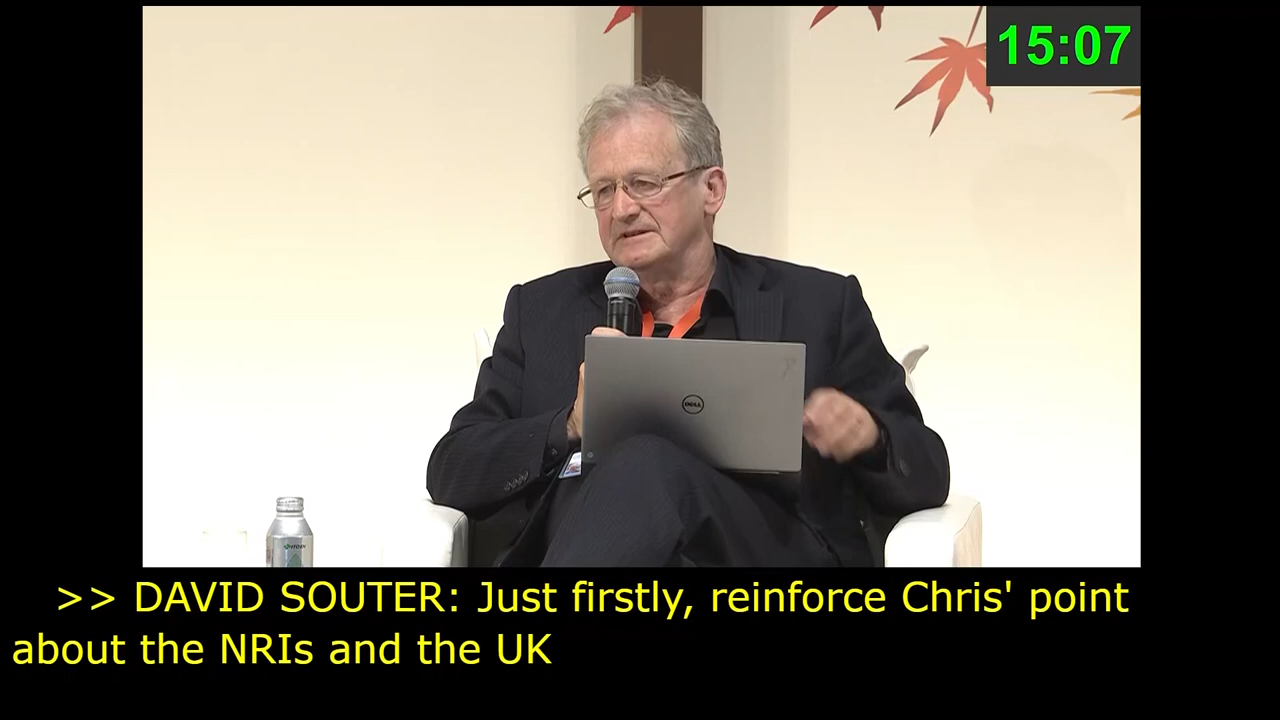 15:07
DELL
>> DAVID SOUTER: Just firstly, reinforce Chris' point
about the NRIs and the UK